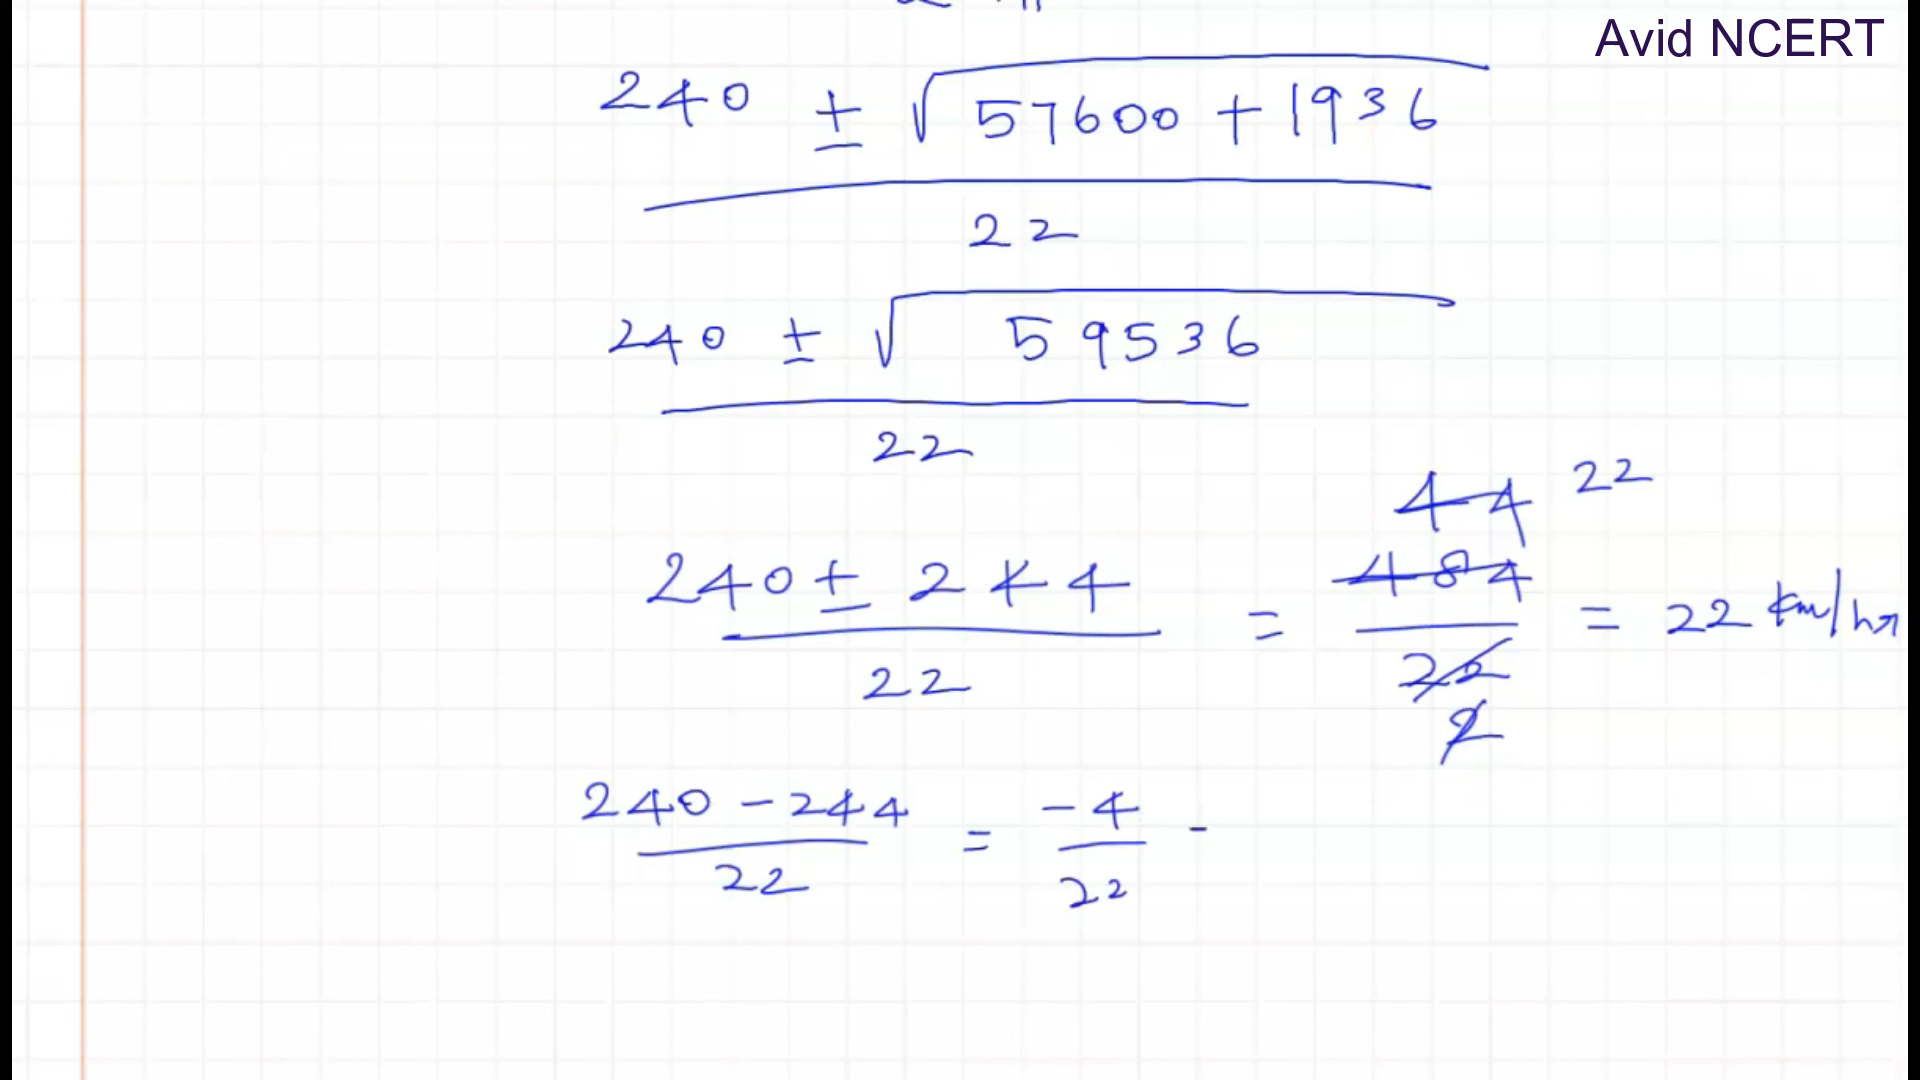 Avid NCERT
240 ± √57600 + 1936
22
240 ± √59536
22
44 22
240 ± 244 = 484 = 22 km/hr
22 22
2
240 - 244 = -4 -
22 22